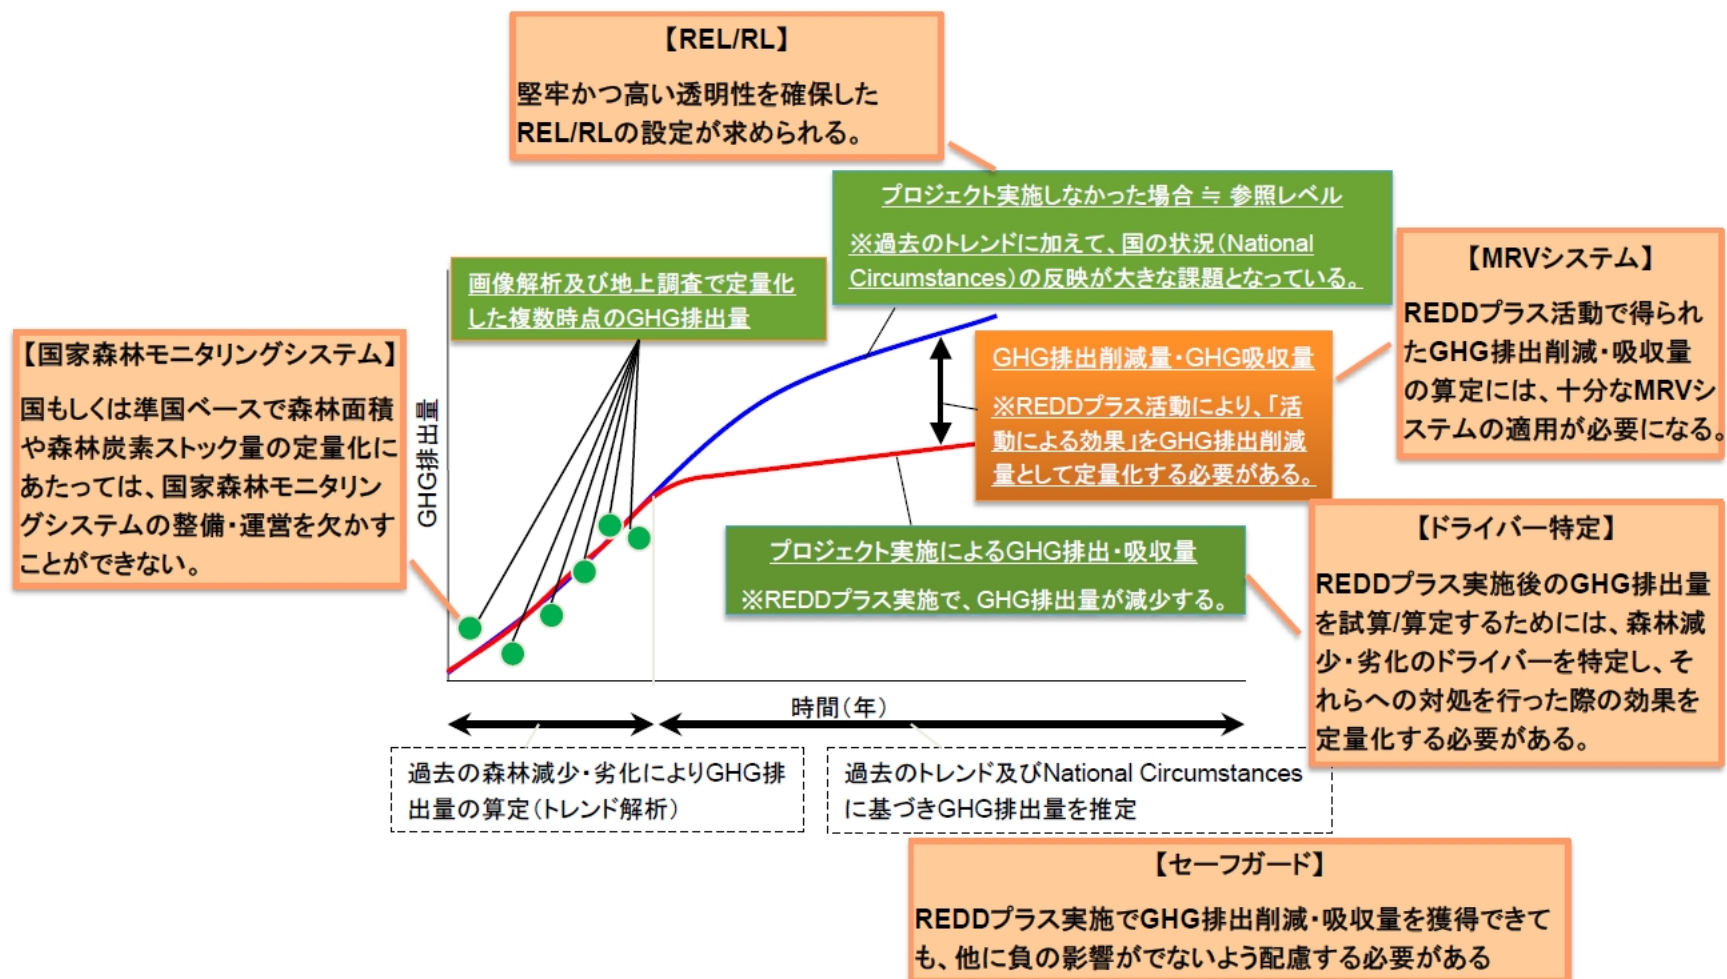 【REL/RL】
堅牢かつ高い透明性を確保した
REL/RLの設定が求められる。
プロジェクト実施しなかった場合 ≒ 参照レベル
※過去のトレンドに加えて、国の状況(National
Circumstances)の反映が大きな課題となっている。
【MRVシステム】
REDDプラス活動で得られ
たGHG排出削減・吸収量
の算定には、十分なMRVシ
ステムの適用が必要になる。
画像解析及び地上調査で定量化
した複数時点のGHG排出量
【国家森林モニタリングシステム】
国もしくは準国ベースで森林面積
や森林炭素ストック量の定量化に
あたっては、国家森林モニタリン
グシステムの整備・運営を欠かす
ことができない。
GHG排出量
GHG排出削減量・GHG吸収量
※REDDプラス活動により、「活
動による効果」をGHG排出削減
量として定量化する必要がある。
プロジェクト実施によるGHG排出・吸収量
※REDDプラス実施で、GHG排出量が減少する。
【ドライバー特定】
REDDプラス実施後のGHG排出量
を試算/算定するためには、森林減
少・劣化のドライバーを特定し、そ
れらへの対処を行った際の効果を
定量化する必要がある。
時間(年)
過去の森林減少・劣化によりGHG排
出量の算定(トレンド解析)
過去のトレンド及びNational Circumstances
に基づきGHG排出量を推定
【セーフガード】
REDDプラス実施でGHG排出削減・吸収量を獲得できて
も、他に負の影響がでないよう配慮する必要がある